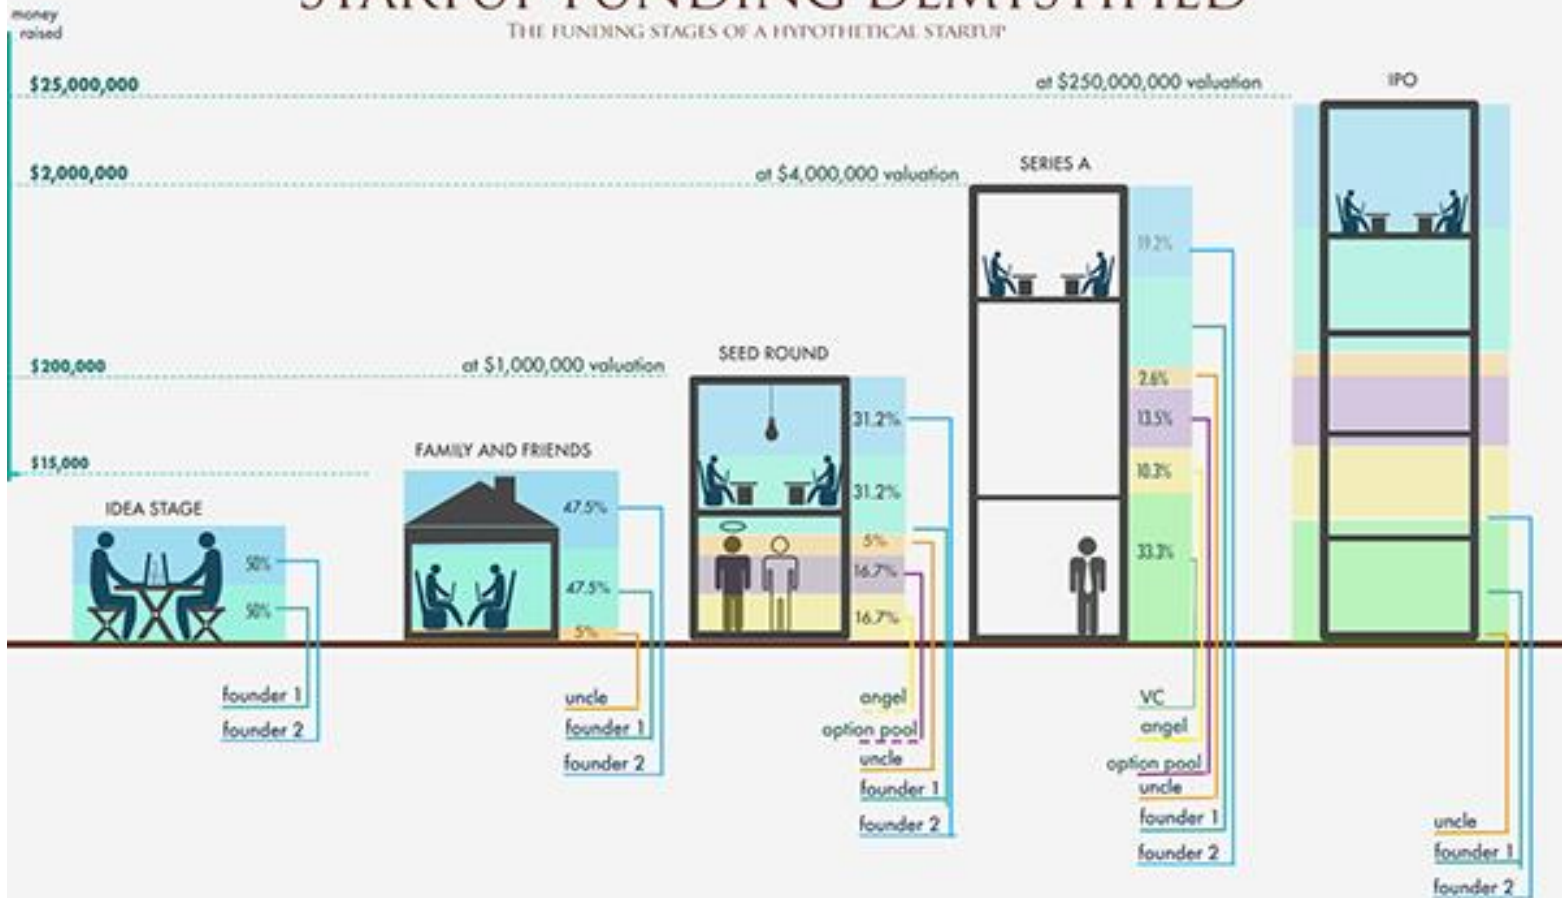 money
raised
STARTUP FUNDING DEMYSTIFIED
THE FUNDING STAGES OF A HYPOTHETICAL STARTUP
$25,000,000
at $250,000,000 valuation
IPO
$2,000,000
at $4,000,000 valuation
SERIES A
19.2%
$200,000
at $1,000,000 valuation
SEED ROUND
2.6%
31.2%
13.5%
$15,000
FAMILY AND FRIENDS
10.3%
31.2%
IDEA STAGE
47.5%
5%
33.3%
50%
16.7%
47.5%
50%
16.7%
5%
founder 1
founder 2
uncle
founder 1
founder 2
angel
option pool
uncle
founder 1
founder 2
VC
angel
option pool
uncle
founder 1
founder 2
uncle
founder 1
founder 2